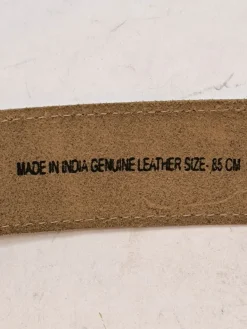 MADE IN INDIA GENUINE LEATHER SIZE- 85 CM